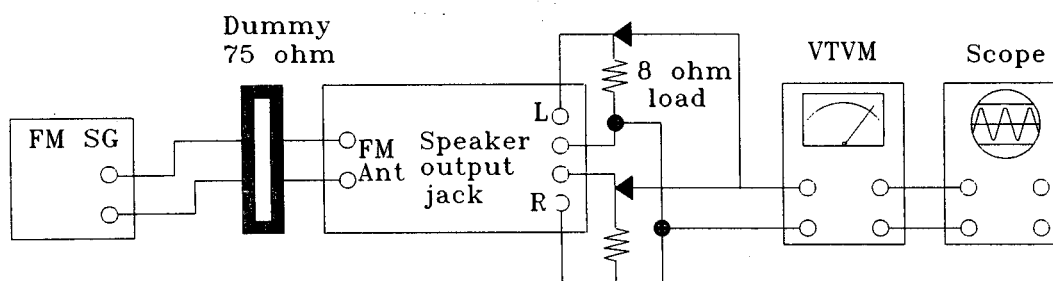 Dummy
75 ohm
8 ohm
load
VTVM
Scope
FM SG
FM
Ant
Speaker
output
jack
L
R